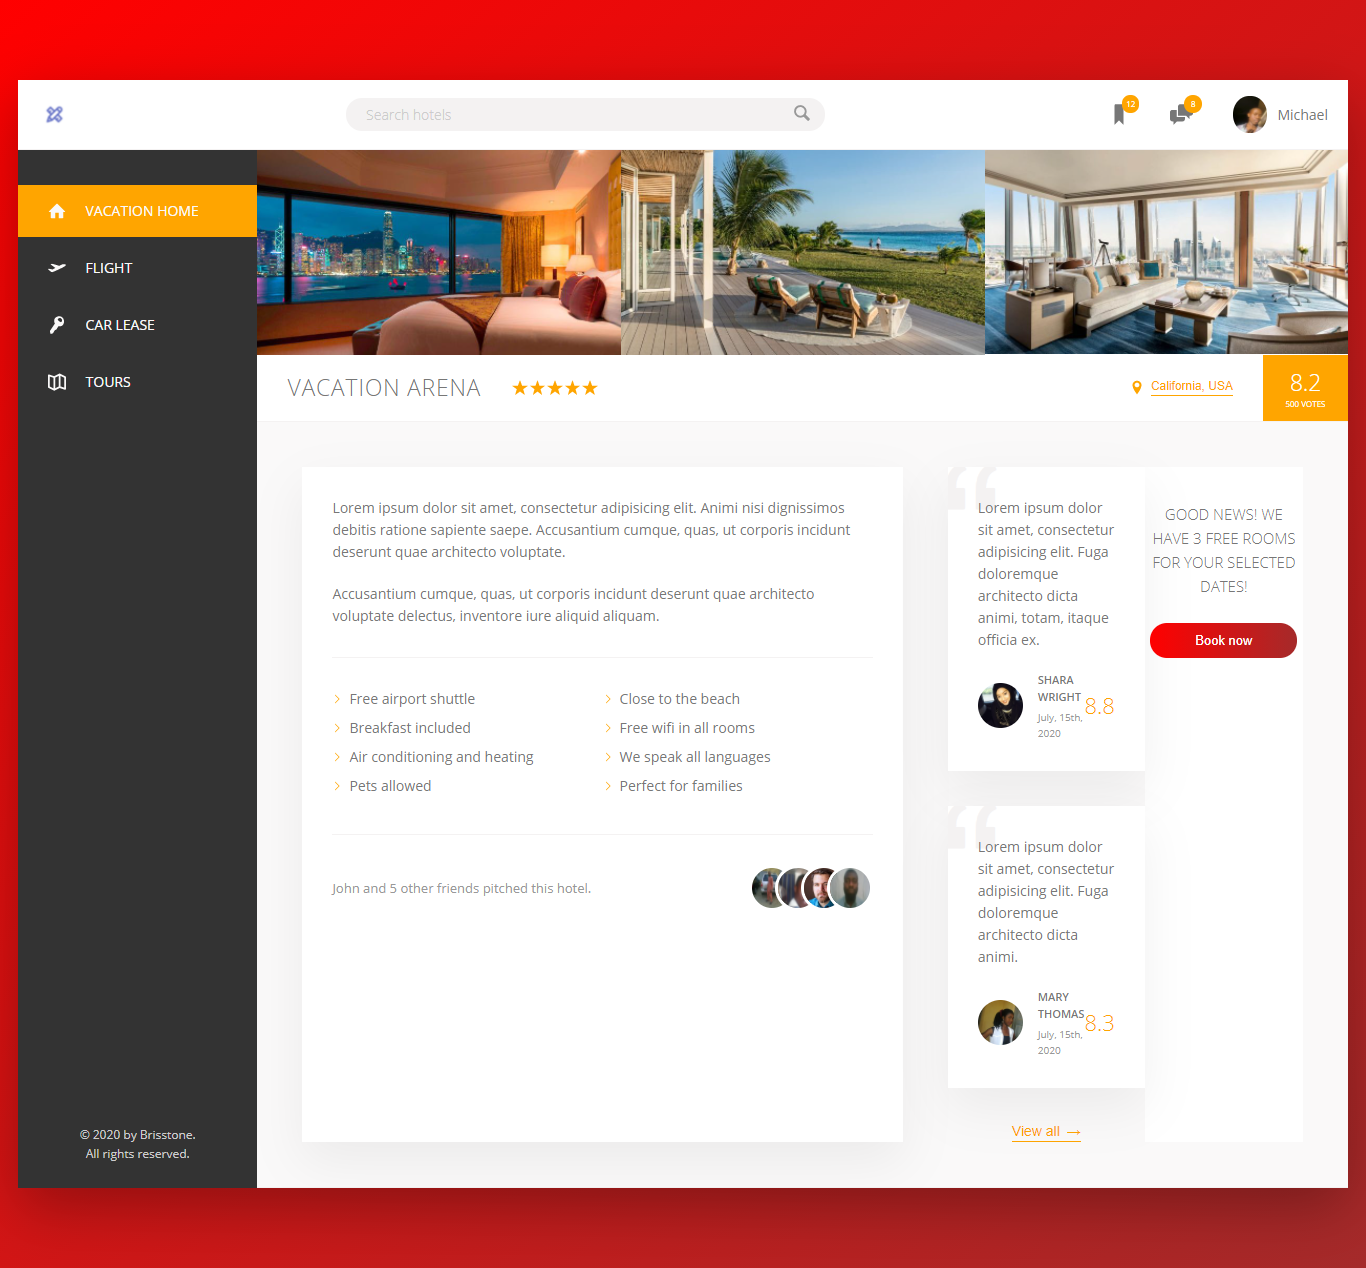 Search hotels
12
8
Michael
VACATION HOME
FLIGHT
CAR LEASE
TOURS
© 2020 by Brisstone.
All rights reserved.
VACATION ARENA
California, USA
8.2
500 VOTES
Lorem ipsum dolor sit amet, consectetur adipisicing elit. Animi nisi dignissimos
debitis ratione sapiente saepe. Accusantium cumque, quas, ut corporis incidunt
deserunt quae architecto voluptate.
Accusantium cumque, quas, ut corporis incidunt deserunt quae architecto
voluptate delectus, inventore iure aliquid aliquam.
Free airport shuttle
Close to the beach
Breakfast included
Free wifi in all rooms
Air conditioning and heating
We speak all languages
Pets allowed
Perfect for families
John and 5 other friends pitched this hotel.
“
Lorem ipsum dolor
sit amet, consectetur
adipisicing elit. Fuga
doloremque
architecto dicta
animi, totam, itaque
officia ex.
SHARA
WRIGHT
July, 15th,
2020
8.8
“
Lorem ipsum dolor
sit amet, consectetur
adipisicing elit. Fuga
doloremque
architecto dicta
animi.
MARY
THOMAS
July, 15th,
2020
8.3
View all →
GOOD NEWS! WE
HAVE 3 FREE ROOMS
FOR YOUR SELECTED
DATES!
Book now